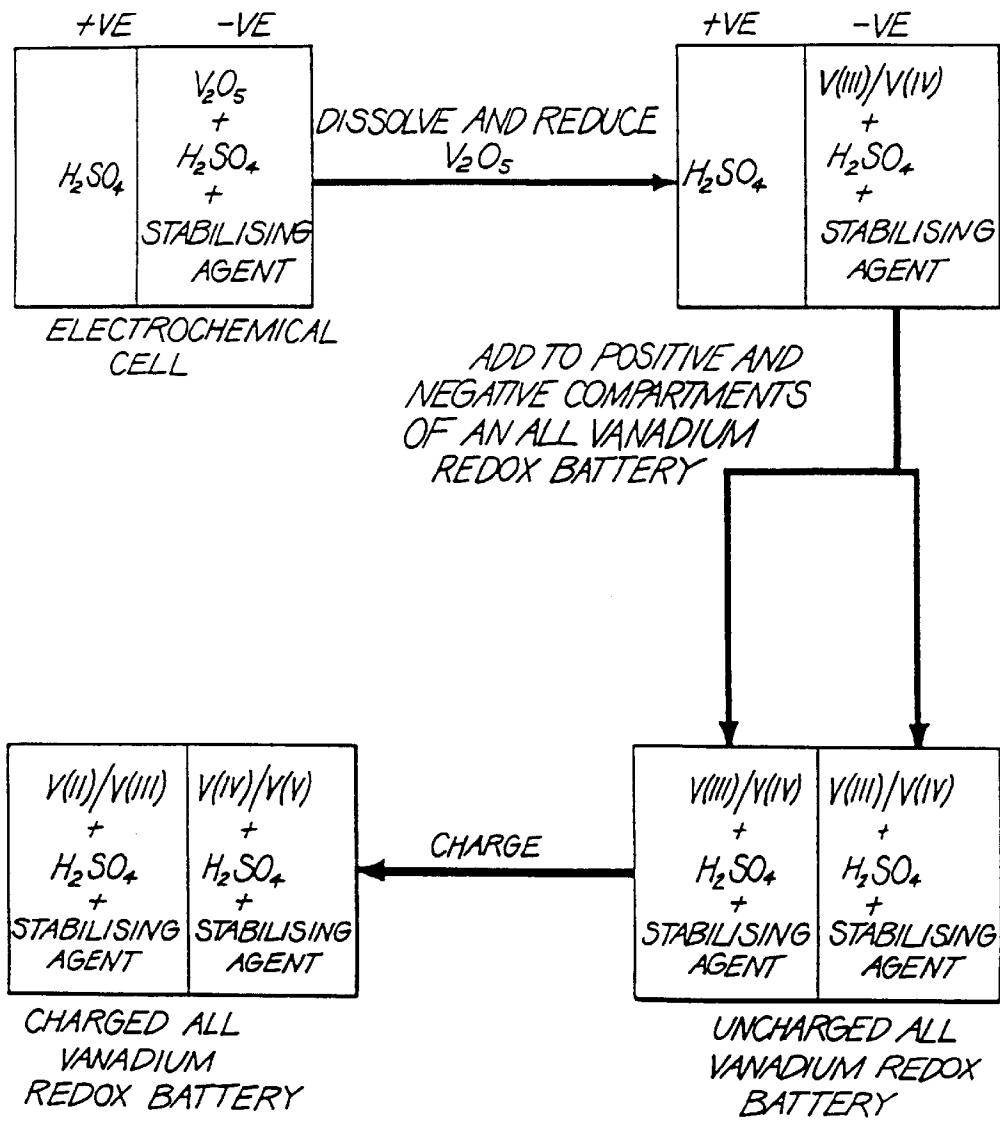 +VE -VE
H₂SO₄
V₂O₅
+
H₂SO₄
+
STABILISING
AGENT
ELECTROCHEMICAL
CELL
DISSOLVE AND REDUCE
V₂O₅
+VE -VE
H₂SO₄
V(III)/V(IV)
+
H₂SO₄
+
STABILISING
AGENT
ADD TO POSITIVE AND
NEGATIVE COMPARTMENTS
OF AN ALL VANADIUM
REDOX BATTERY
V(III)/V(IV)
+
H₂SO₄
+
STABILISING
AGENT
V(III)/V(IV)
+
H₂SO₄
+
STABILISING
AGENT
UNCHARGED ALL
VANADIUM REDOX
BATTERY
CHARGE
V(II)/V(III)
+
H₂SO₄
+
STABILISING
AGENT
V(IV)/V(V)
+
H₂SO₄
+
STABILISING
AGENT
CHARGED ALL
VANADIUM
REDOX BATTERY